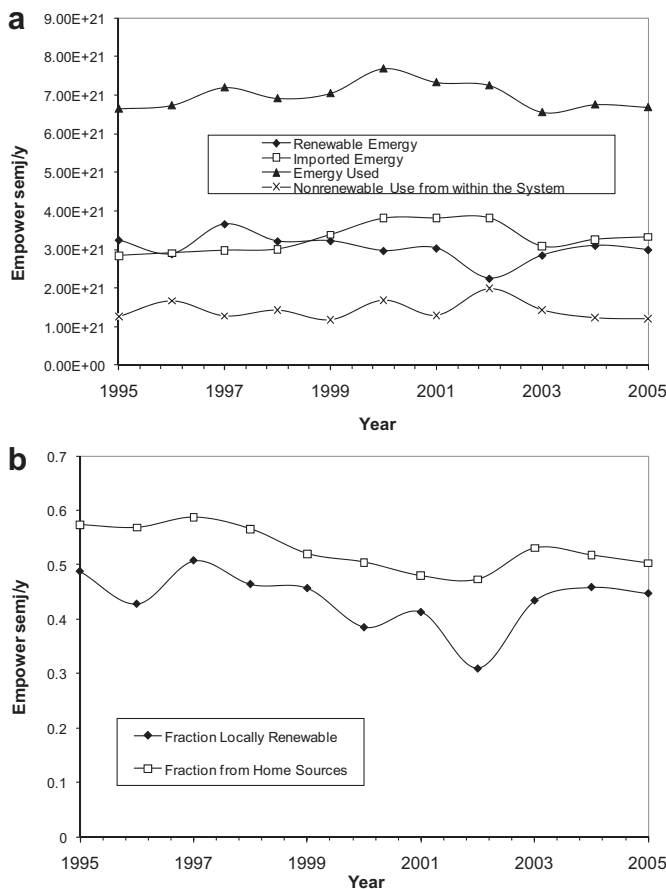 a
9.00E+21
8.00E+21
7.00E+21
6.00E+21
5.00E+21
4.00E+21
3.00E+21
2.00E+21
1.00E+21
0.00E+00
Empower semj/y
Renewable Emergy
Imported Emergy
Emergy Used
Nonrenewable Use from within the System
1995 1997 1999 2001 2003 2005
Year
b
0.7
0.6
0.5
0.4
0.3
0.2
0.1
0
Empower semj/y
Fraction Locally Renewable
Fraction from Home Sources
1995 1997 1999 2001 2003 2005
Year